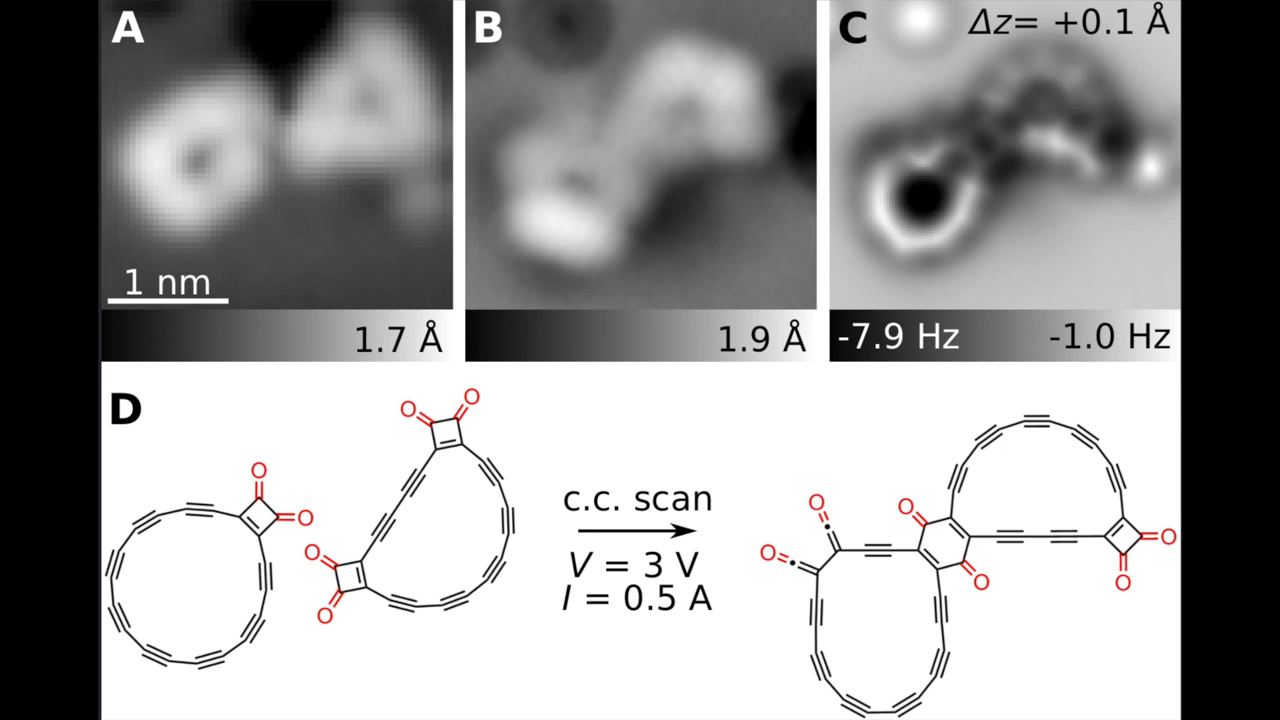 A
B
C
Δz= +0.1 Å
1 nm
1.7 Å
1.9 Å
-7.9 Hz
-1.0 Hz
D
O
O
O
O
O
O
c.c. scan
V = 3 V
I = 0.5 A
O
O
O
O
O
O